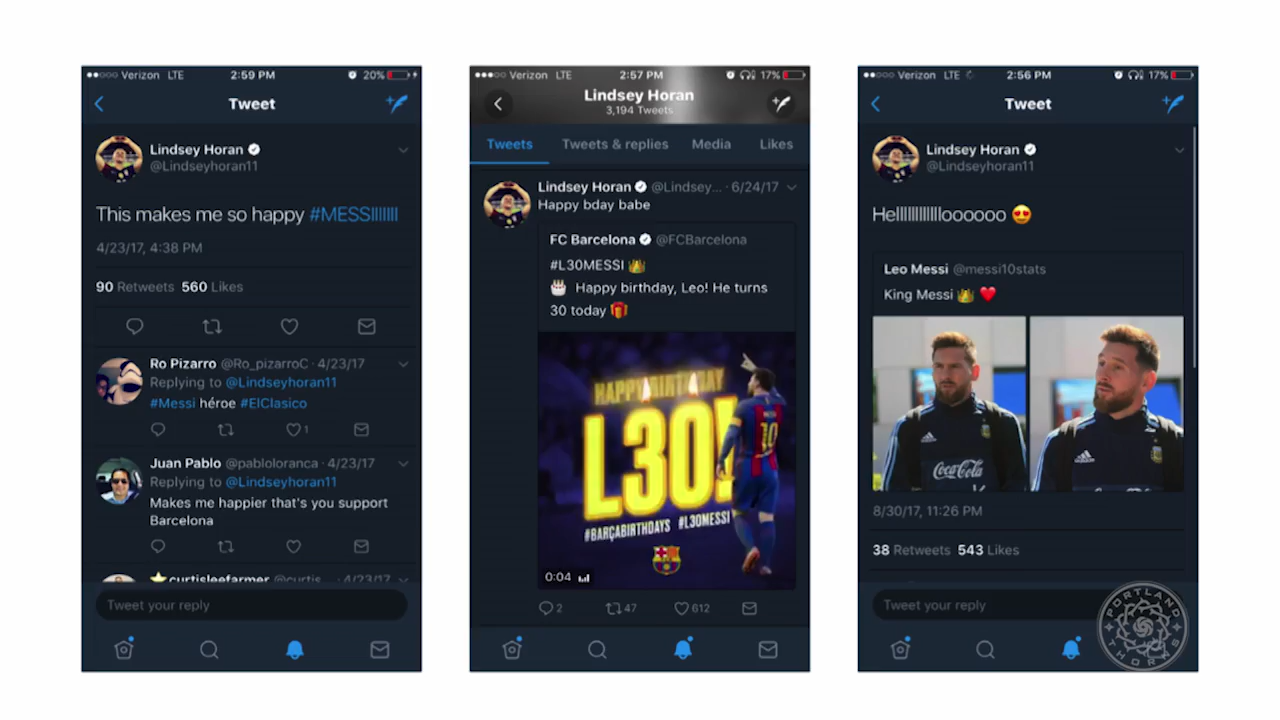 Verizon LTE 2:59 PM 20%
Tweet
Lindsey Horan
@Lindseyhoran11
This makes me so happy #MESSIIIIIII
4/23/17, 4:38 PM
90 Retweets 560 Likes
Ro Pizarro @Ro_pizarroC · 4/23/17
Replying to @Lindseyhoran11
#Messi héroe #ElClasico
1
Juan Pablo @pabloloranca · 4/23/17
Replying to @Lindseyhoran11
Makes me happier that's you support
Barcelona
curtisleefarmer @curtis... · 4/23/17
Tweet your reply
Verizon LTE 2:57 PM 17%
Lindsey Horan
3,194 Tweets
Tweets Tweets & replies Media Likes
Lindsey Horan @Lindsey... · 6/24/17
Happy bday babe
FC Barcelona @FCBarcelona
#L30MESSI 👑
🎂 Happy birthday, Leo! He turns
30 today 🎁
HAPPY BIRTHDAY
L30!
10
#BARÇABIRTHDAYS #L30MESSI
0:04
2 47 612
Verizon LTE 2:56 PM 17%
Tweet
Lindsey Horan
@Lindseyhoran11
Hellllllllllllloooooo 😍
Leo Messi @messi10stats
King Messi 👑 ❤️
adidas
Coca-Cola
8/30/17, 11:26 PM
38 Retweets 543 Likes
Tweet your reply
PORTLAND
THORNS